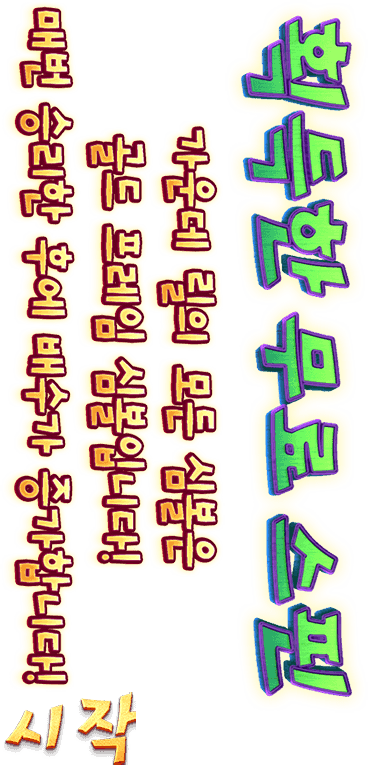 획득한 무료 스핀
가운데 릴의 모든 심볼은
골드 프레임 심볼입니다!
매번 승리한 후에 배수가 증가합니다!
시작